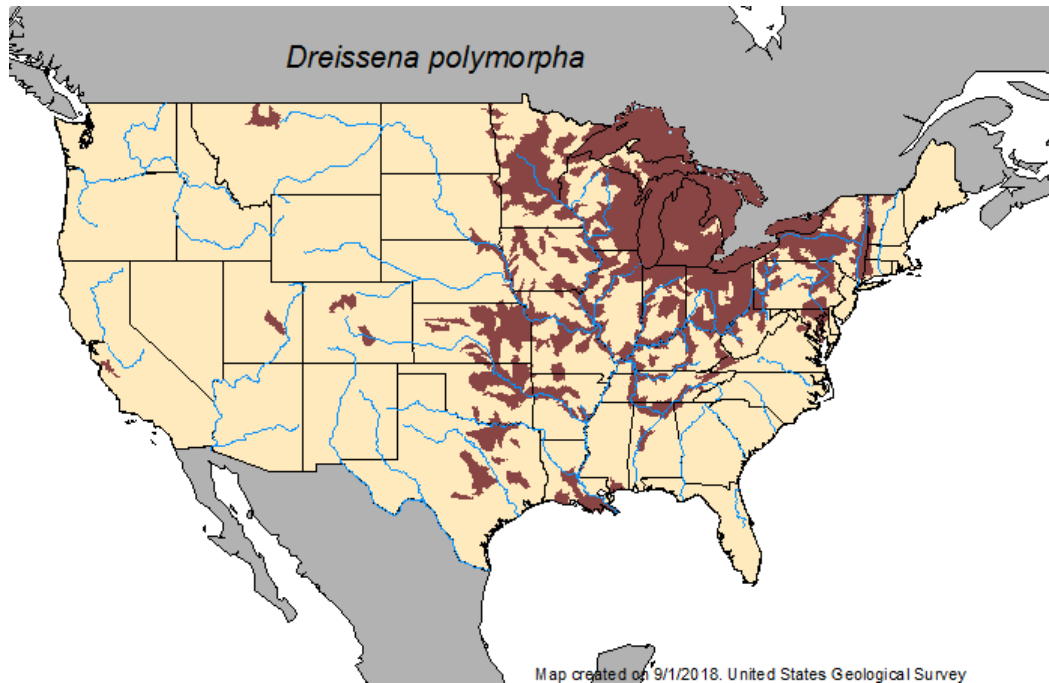 Dreissena polymorpha
Map created on 9/1/2018. United States Geological Survey